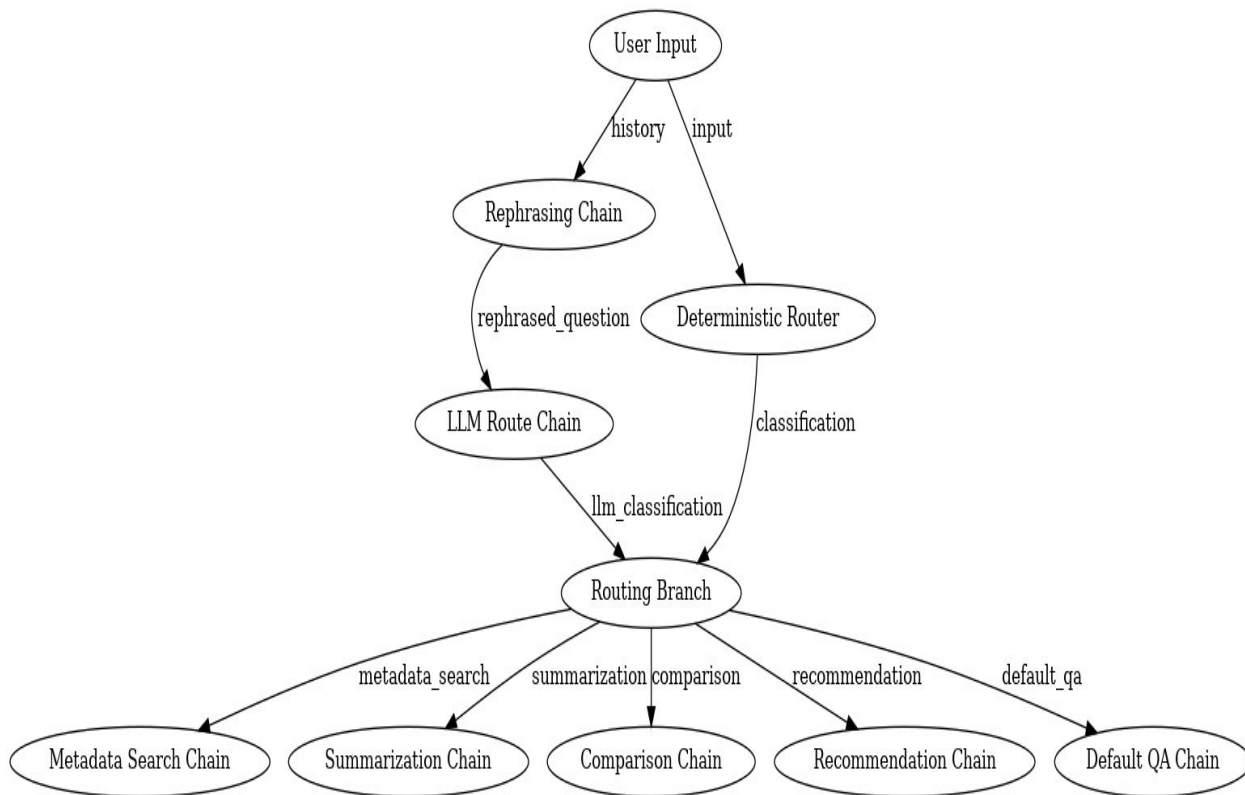 User Input
history
input
Rephrasing Chain
rephrased_question
Deterministic Router
LLM Route Chain
classification
llm_classification
Routing Branch
metadata_search
summarization
comparison
recommendation
default_qa
Metadada Search Chain
Summarization Chain
Comparison Chain
Recommendation Chain
Default QA Chain